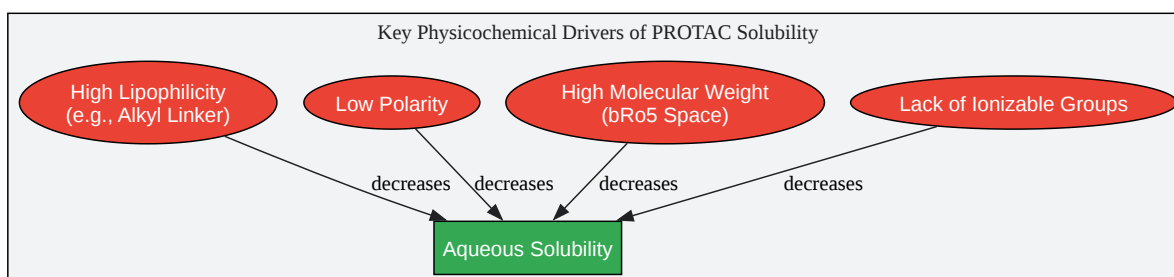 Key Physicochemical Drivers of PROTAC Solubility
High Lipophilicity
(e.g., Alkyl Linker)
Low Polarity
High Molecular Weight
(bRo5 Space)
Lack of Ionizable Groups
decreases
decreases
decreases
decreases
Aqueous Solubility